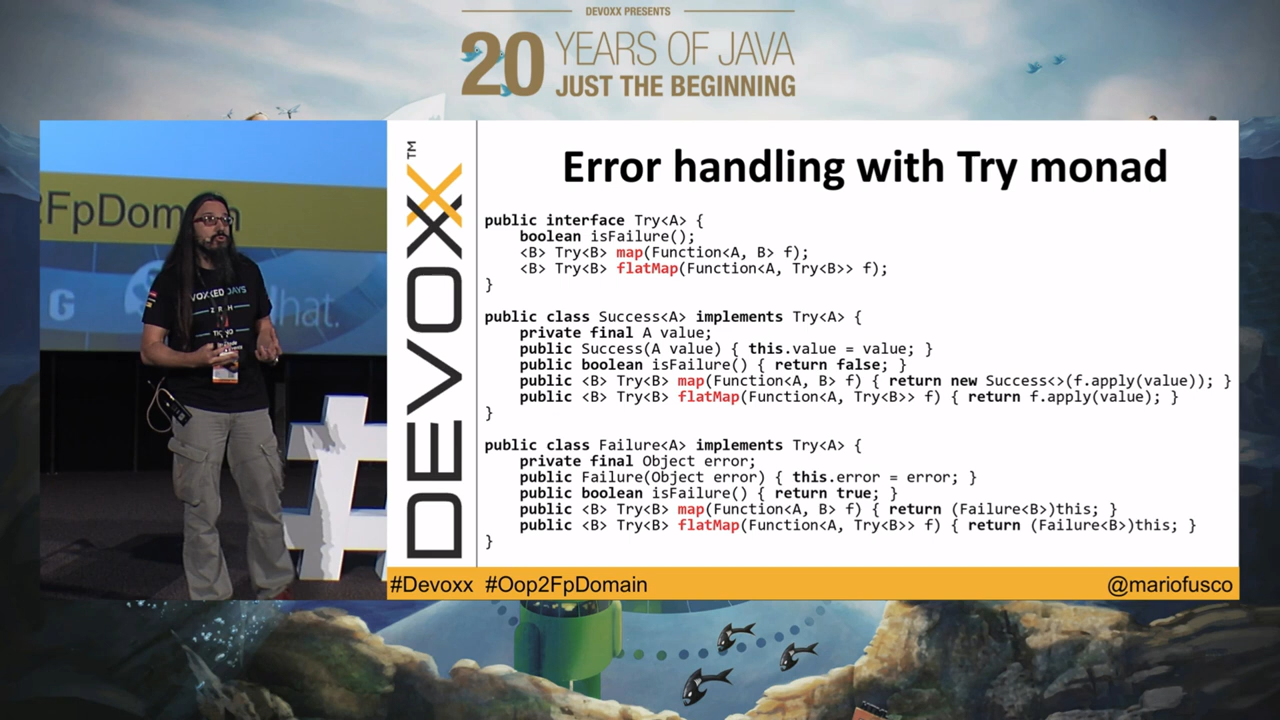 DEVOXX PRESENTS
20 YEARS OF JAVA
JUST THE BEGINNING
FpDom
G
hat.
DEVOXX™
Error handling with Try monad
public interface Try<A> {
boolean isFailure();
<B> Try<B> map(Function<A, B> f);
<B> Try<B> flatMap(Function<A, Try<B>> f);
}
public class Success<A> implements Try<A> {
private final A value;
public Success(A value) { this.value = value; }
public boolean isFailure() { return false; }
public <B> Try<B> map(Function<A, B> f) { return new Success<>(f.apply(value)); }
public <B> Try<B> flatMap(Function<A, Try<B>> f) { return f.apply(value); }
}
public class Failure<A> implements Try<A> {
private final Object error;
public Failure(Object error) { this.error = error; }
public boolean isFailure() { return true; }
public <B> Try<B> map(Function<A, B> f) { return (Failure<B>)this; }
public <B> Try<B> flatMap(Function<A, Try<B>> f) { return (Failure<B>)this; }
}
#Devoxx #Oop2FpDomain
@mariofusco